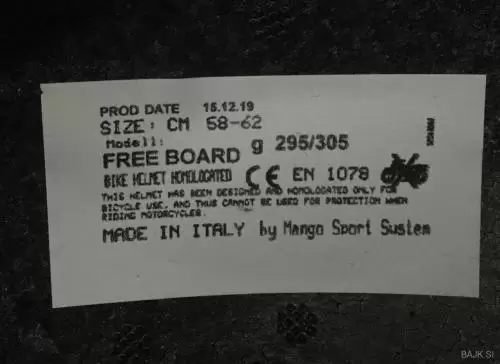 PROD DATE 15.12.19
SIZE: CM 58-62
Modell:
FREE BOARD g 295/305
BIKE HELMET HOMOLOGATED CE EN 1078
THIS HELMET HAS BEEN DESIGNED AND HOMOLOGATED ONLY FOR
BICYCLE USE, AND THUS CANNOT BE USED FOR PROTECTION WHEN
RIDING MOTORCYCLES.
MADE IN ITALY by Mango Sport System
BAJK.SI